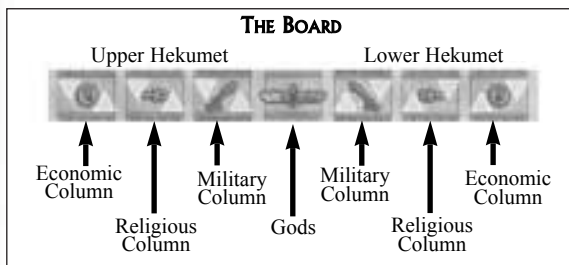 THE BOARD
Upper Hekumet Lower Hekumet
Economic
Column
Religious
Column
Military
Column
Gods
Military
Column
Religious
Column
Economic
Column